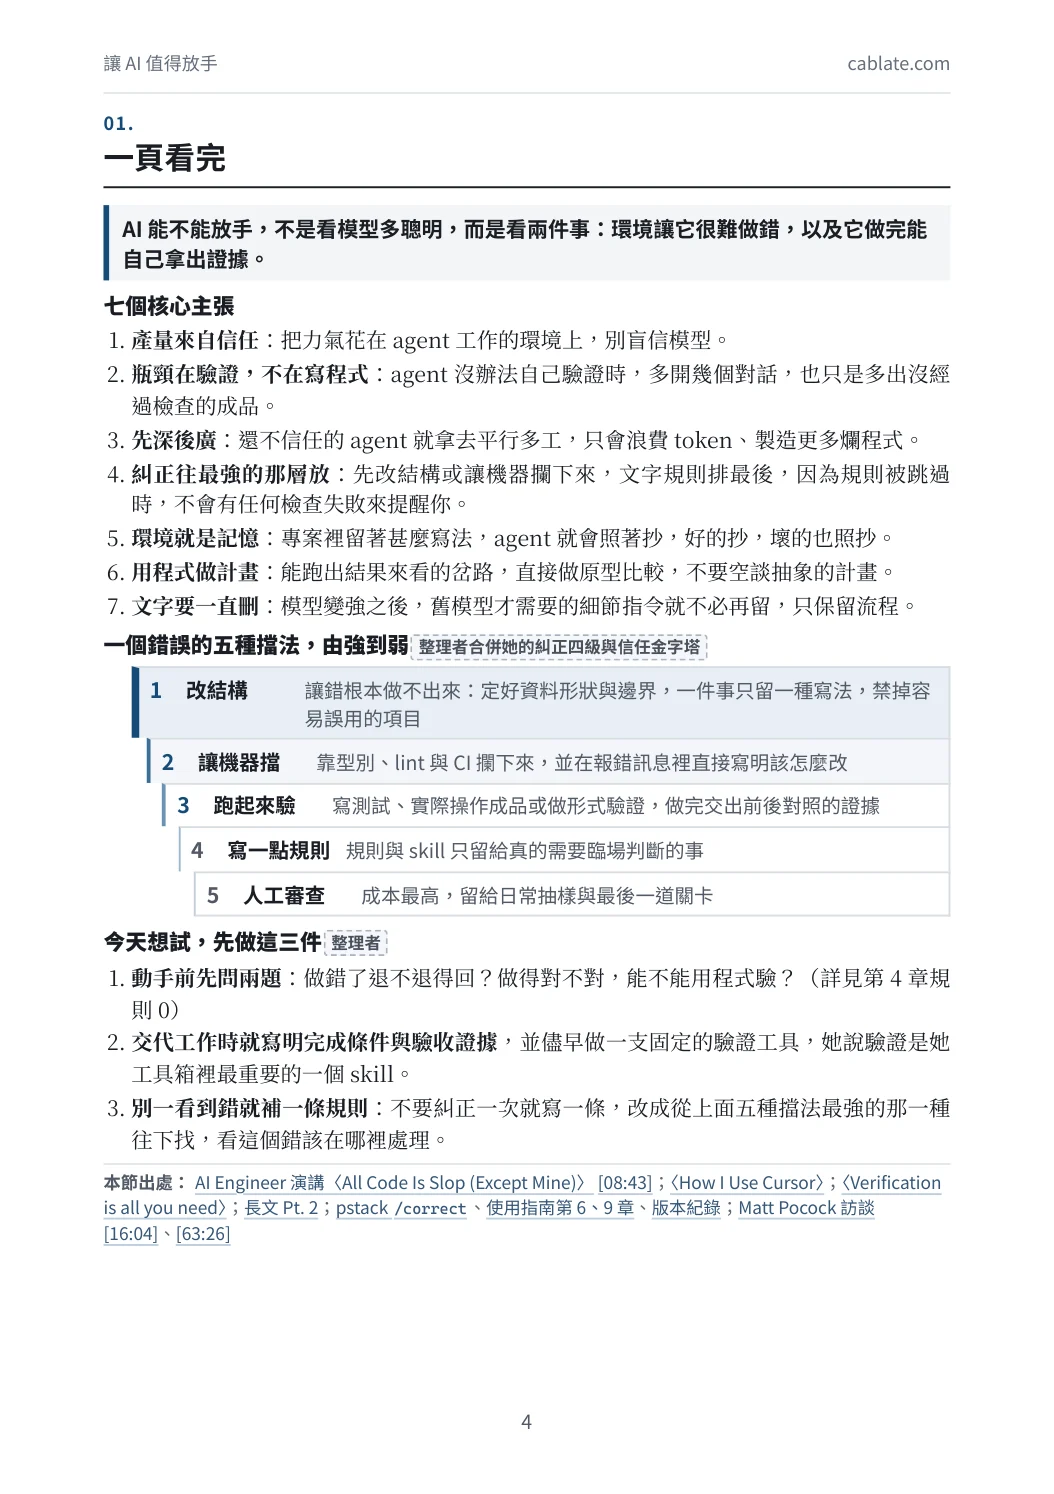 讓 AI 值得放手
cablate.com
01.
一頁看完
AI 能不能放手，不是看模型多聰明，而是看兩件事：環境讓它很難做錯，以及它做完能
自己拿出證據。
七個核心主張
1. 產量來自信任：把力氣花在 agent 工作的環境上，別盲信模型。
2. 瓶頸在驗證，不在寫程式：agent 沒辦法自己驗證時，多開幾個對話，也只是多出沒經
過檢查的成品。
3. 先深後廣：還不信任的 agent 就拿去平行多工，只會浪費 token、製造更多爛程式。
4. 糾正往最強的那層放：先改結構或讓機器攔下來，文字規則排最後，因為規則被跳過
時，不會有任何檢查失敗來提醒你。
5. 環境就是記憶：專案裡留著甚麼寫法，agent 就會照著抄，好的抄，壞的也照抄。
6. 用程式做計畫：能跑出結果來看的岔路，直接做原型比較，不要空談抽象的計畫。
7. 文字要一直刪：模型變強之後，舊模型才需要的細節指令就不必再留，只保留流程。
一個錯誤的五種擋法，由強到弱 整理者合併她的糾正四級與信任金字塔
1 改結構 讓錯根本做不出來：定好資料形狀與邊界，一件事只留一種寫法，禁掉容
易誤用的項目
2 讓機器擋 靠型別、lint 與 CI 攔下來，並在報錯訊息裡直接寫明該怎麼改
3 跑起來驗 寫測試、實際操作成品或做形式驗證，做完交出前後對照的證據
4 寫一點規則 規則與 skill 只留給真的需要臨場判斷的事
5 人工審查 成本最高，留給日常抽樣與最後一道關卡
今天想試，先做這三件 整理者
1. 動手前先問兩題：做錯了退不退得回？做得對不對，能不能用程式驗？（詳見第 4 章規
則 0）
2. 交代工作時就寫明完成條件與驗收證據，並儘早做一支固定的驗證工具，她說驗證是她
工具箱裡最重要的一個 skill。
3. 別一看到錯就補一條規則：不要糾正一次就寫一條，改成從上面五種擋法最強的那一種
往下找，看這個錯該在哪裡處理。
本節出處： AI Engineer 演講〈All Code Is Slop (Except Mine)〉 [08:43]；〈How I Use Cursor〉；〈Verification
is all you need〉；長文 Pt. 2；pstack /correct、使用指南第 6、9 章、版本紀錄；Matt Pocock 訪談
[16:04]、[63:26]
4